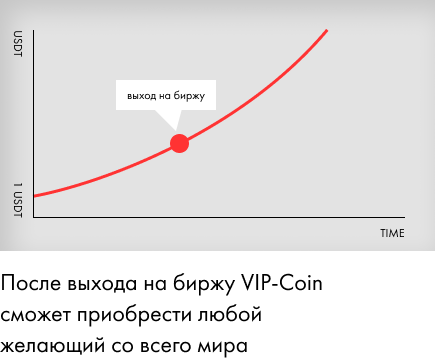 USDT
выход на биржу
1 USDT
TIME
После выхода на биржу VIP-Coin
сможет приобрести любой
желающий со всего мира